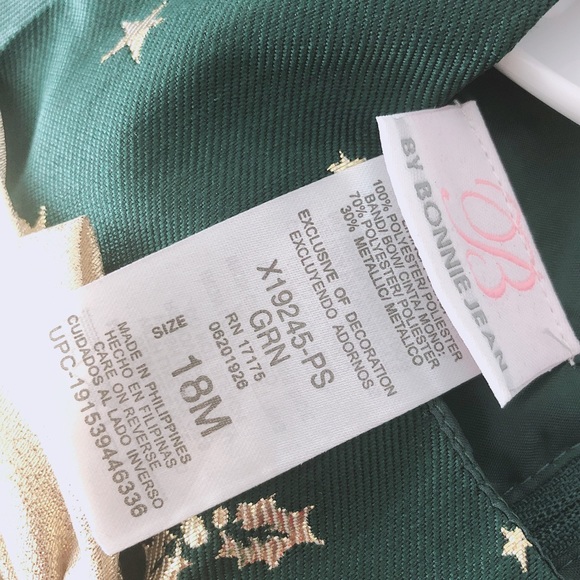 B
BY BONNIE JEAN
100% POLYESTER/ POLIESTER
BAND/ BOW/ CINTA/ MONO:
70% POLYESTER/ POLIESTER
30% METALLIC/ METALICO
EXCLUSIVE OF DECORATION
EXCLUYENDO ADORNOS
X19245-PS
GRN
RN 17175
06201926
SIZE 18M
MADE IN PHILIPPINES
HECHO EN FILIPINAS
CARE ON REVERSE
CUIDADOS AL LADO INVERSO
UPC-191539446336